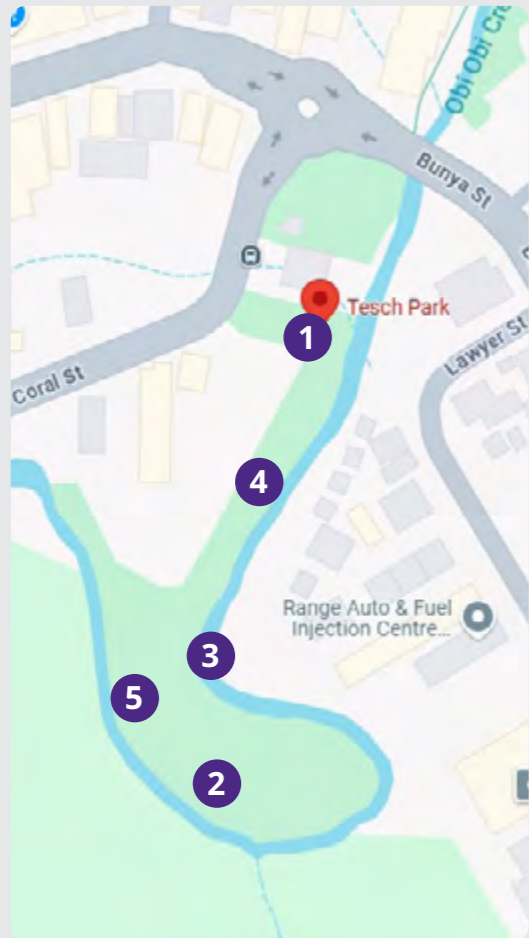 Obi Obi Cre
Bunya St
Tesch Park
1
Lawyer St
Coral St
4
Range Auto & Fuel
Injection Centre...
3
5
2